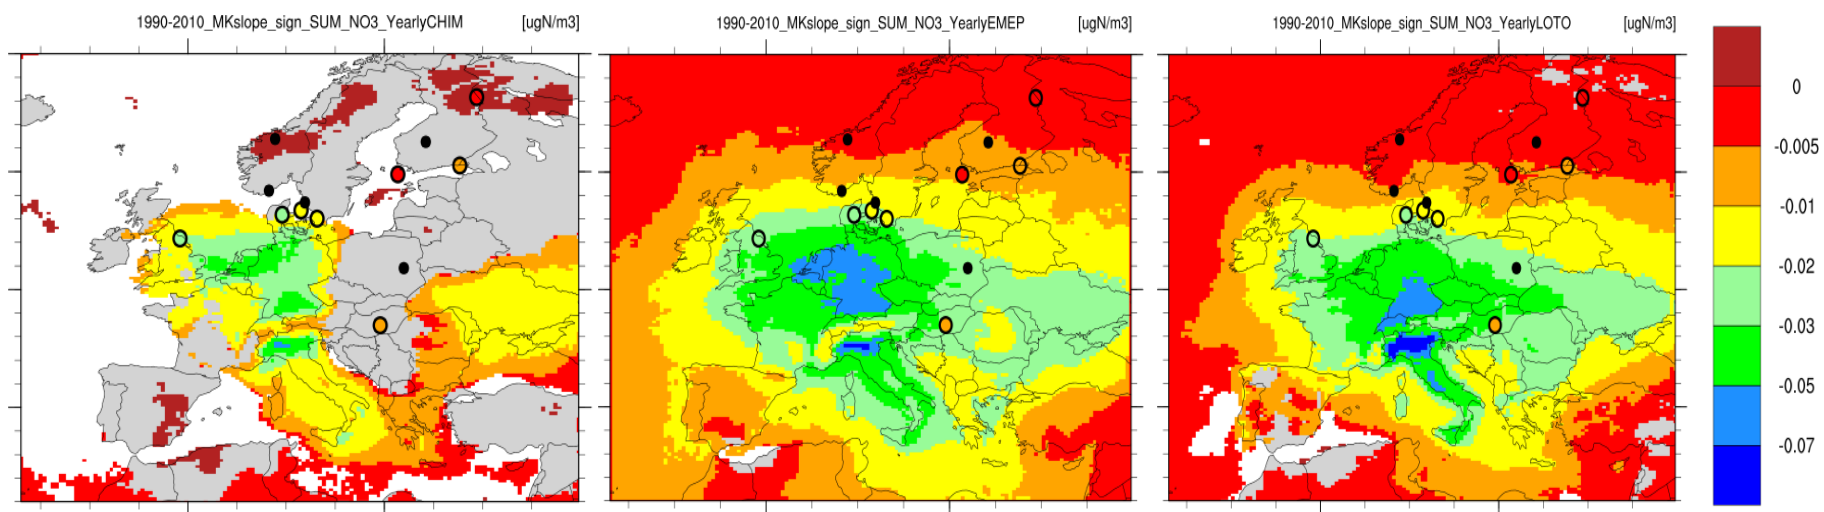 1990-2010_MKslope_sign_SUM_NO3_YearlyCHIM [ugN/m3]
1990-2010_MKslope_sign_SUM_NO3_YearlyEMEP [ugN/m3]
1990-2010_MKslope_sign_SUM_NO3_YearlyLOTO [ugN/m3]
0
-0.005
-0.01
-0.02
-0.03
-0.05
-0.07